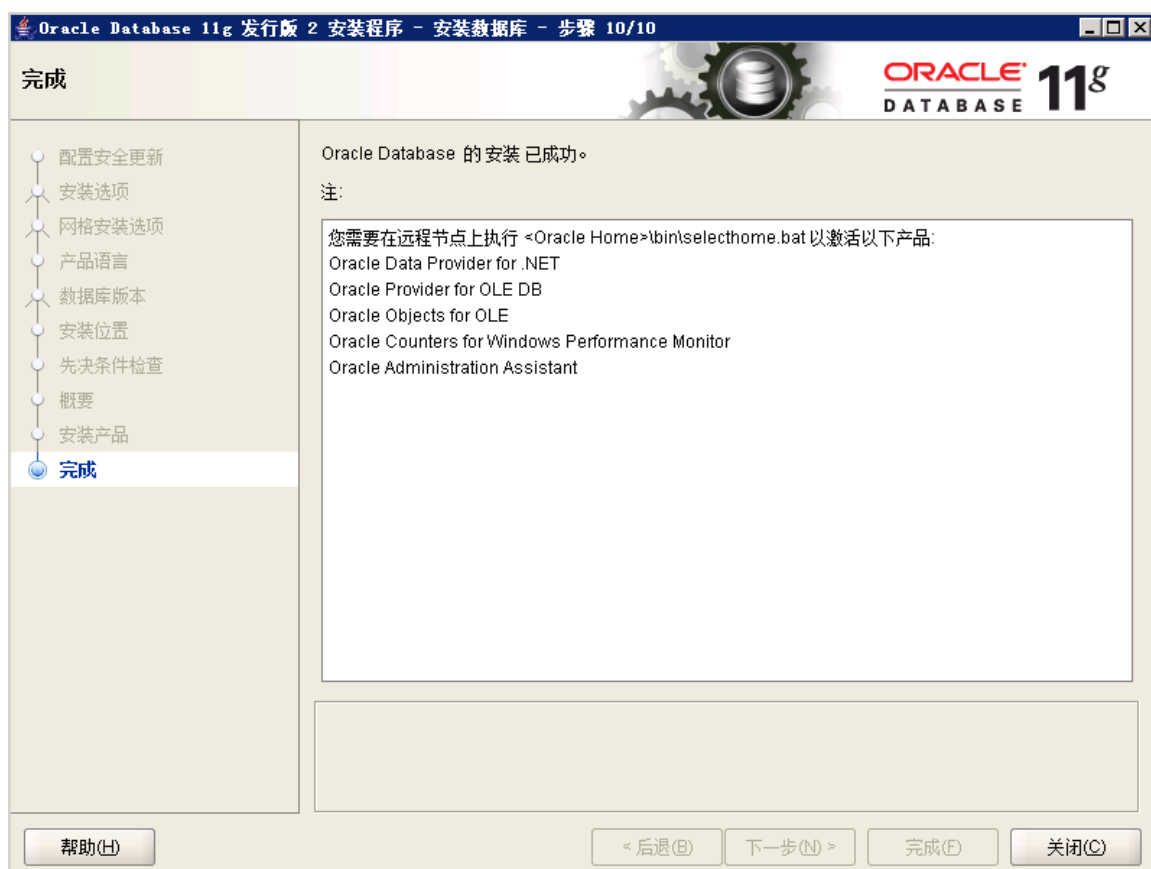 Oracle Database 11g 发行版 2 安装程序 - 安装数据库 - 步骤 10/10
完成
ORACLE
DATABASE
11g
配置安全更新
安装选项
网格安装选项
产品语言
数据库版本
安装位置
先决条件检查
概要
安装产品
完成
Oracle Database 的 安装 已成功。
注:
您需要在远程节点上执行 <Oracle Home>\bin\selecthome.bat 以激活以下产品:
Oracle Data Provider for .NET
Oracle Provider for OLE DB
Oracle Objects for OLE
Oracle Counters for Windows Performance Monitor
Oracle Administration Assistant
帮助(H)
< 后退(B)
下一步(N) >
完成(F)
关闭(C)